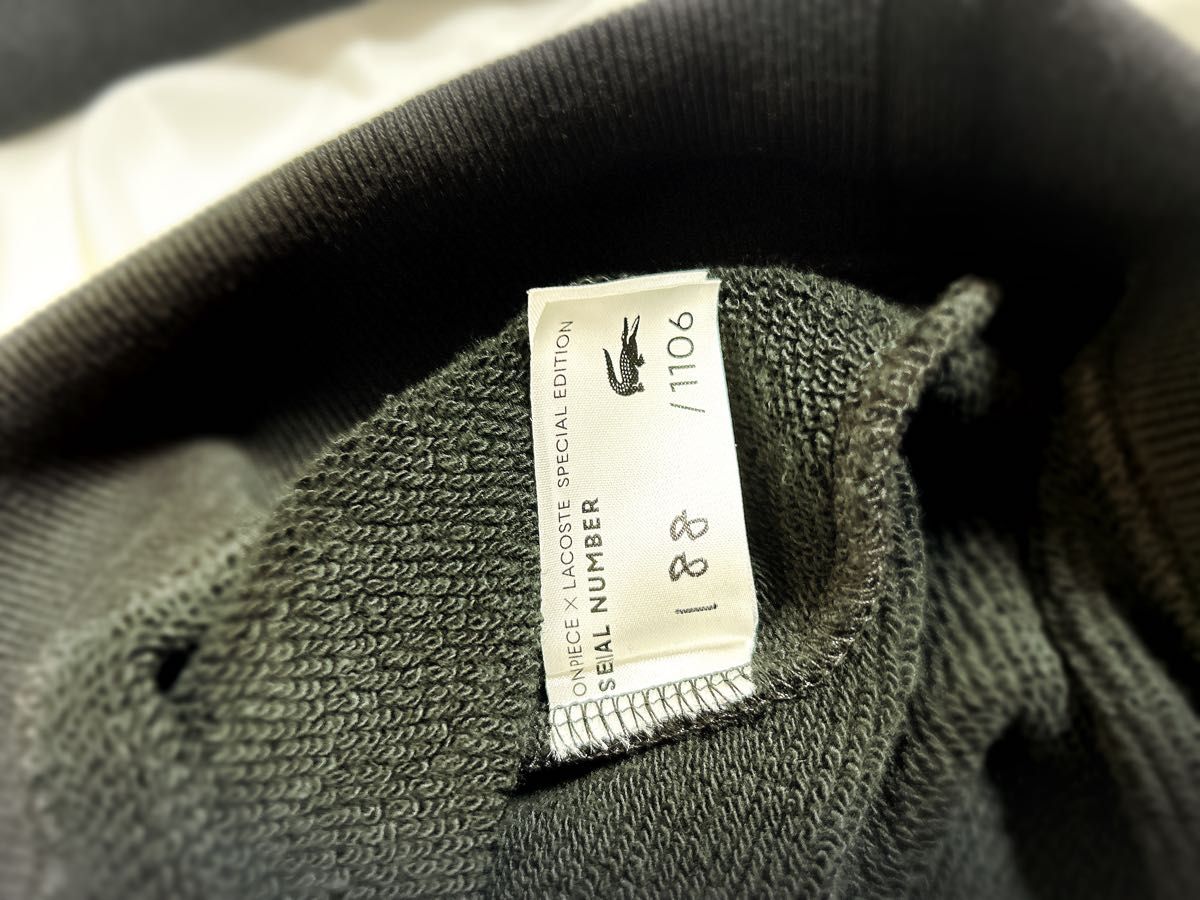 ONPIECE X LACOSTE SPECIAL EDITION
SEIAL NUMBER
188 /1106